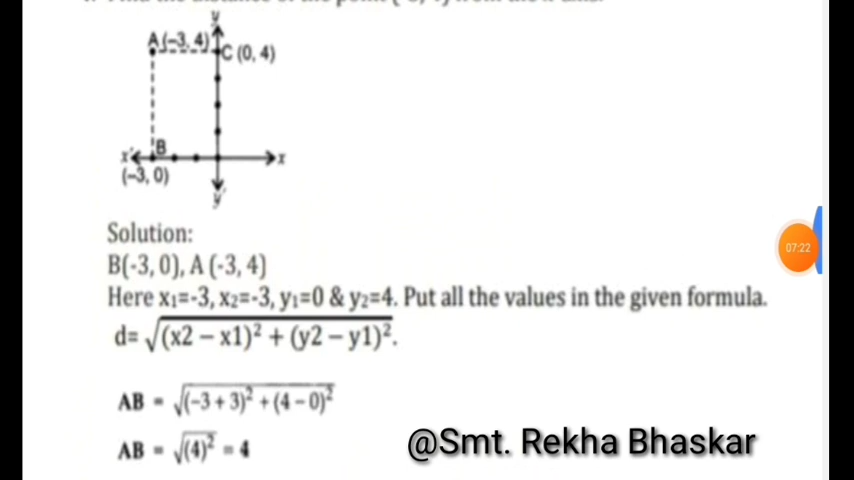 y
A(-3, 4)
C (0, 4)
B
x'
x
(-3, 0)
y'
Solution:
B(-3, 0), A (-3, 4)
Here x₁=-3, x₂=-3, y₁=0 & y₂=4. Put all the values in the given formula.
d= √(x2 – x1)² + (y2 – y1)².
AB = √(-3 + 3)² + (4 – 0)²
AB = √(4)² = 4
@Smt. Rekha Bhaskar
07:22